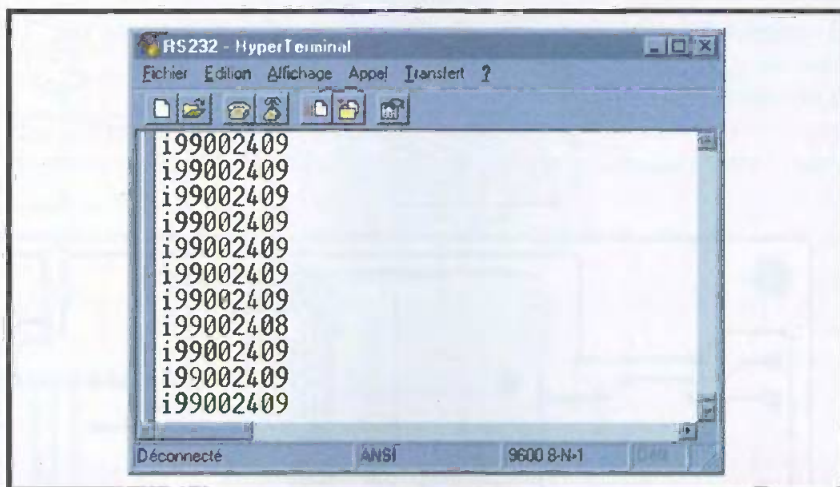 RS232 - HyperTerminal
Fichier Edition Affichage Appel Transfert ?
i99002409
i99002409
i99002409
i99002409
i99002409
i99002409
i99002409
i99002408
i99002409
i99002409
i99002409
Déconnecté ANSI 9600 8-N-1